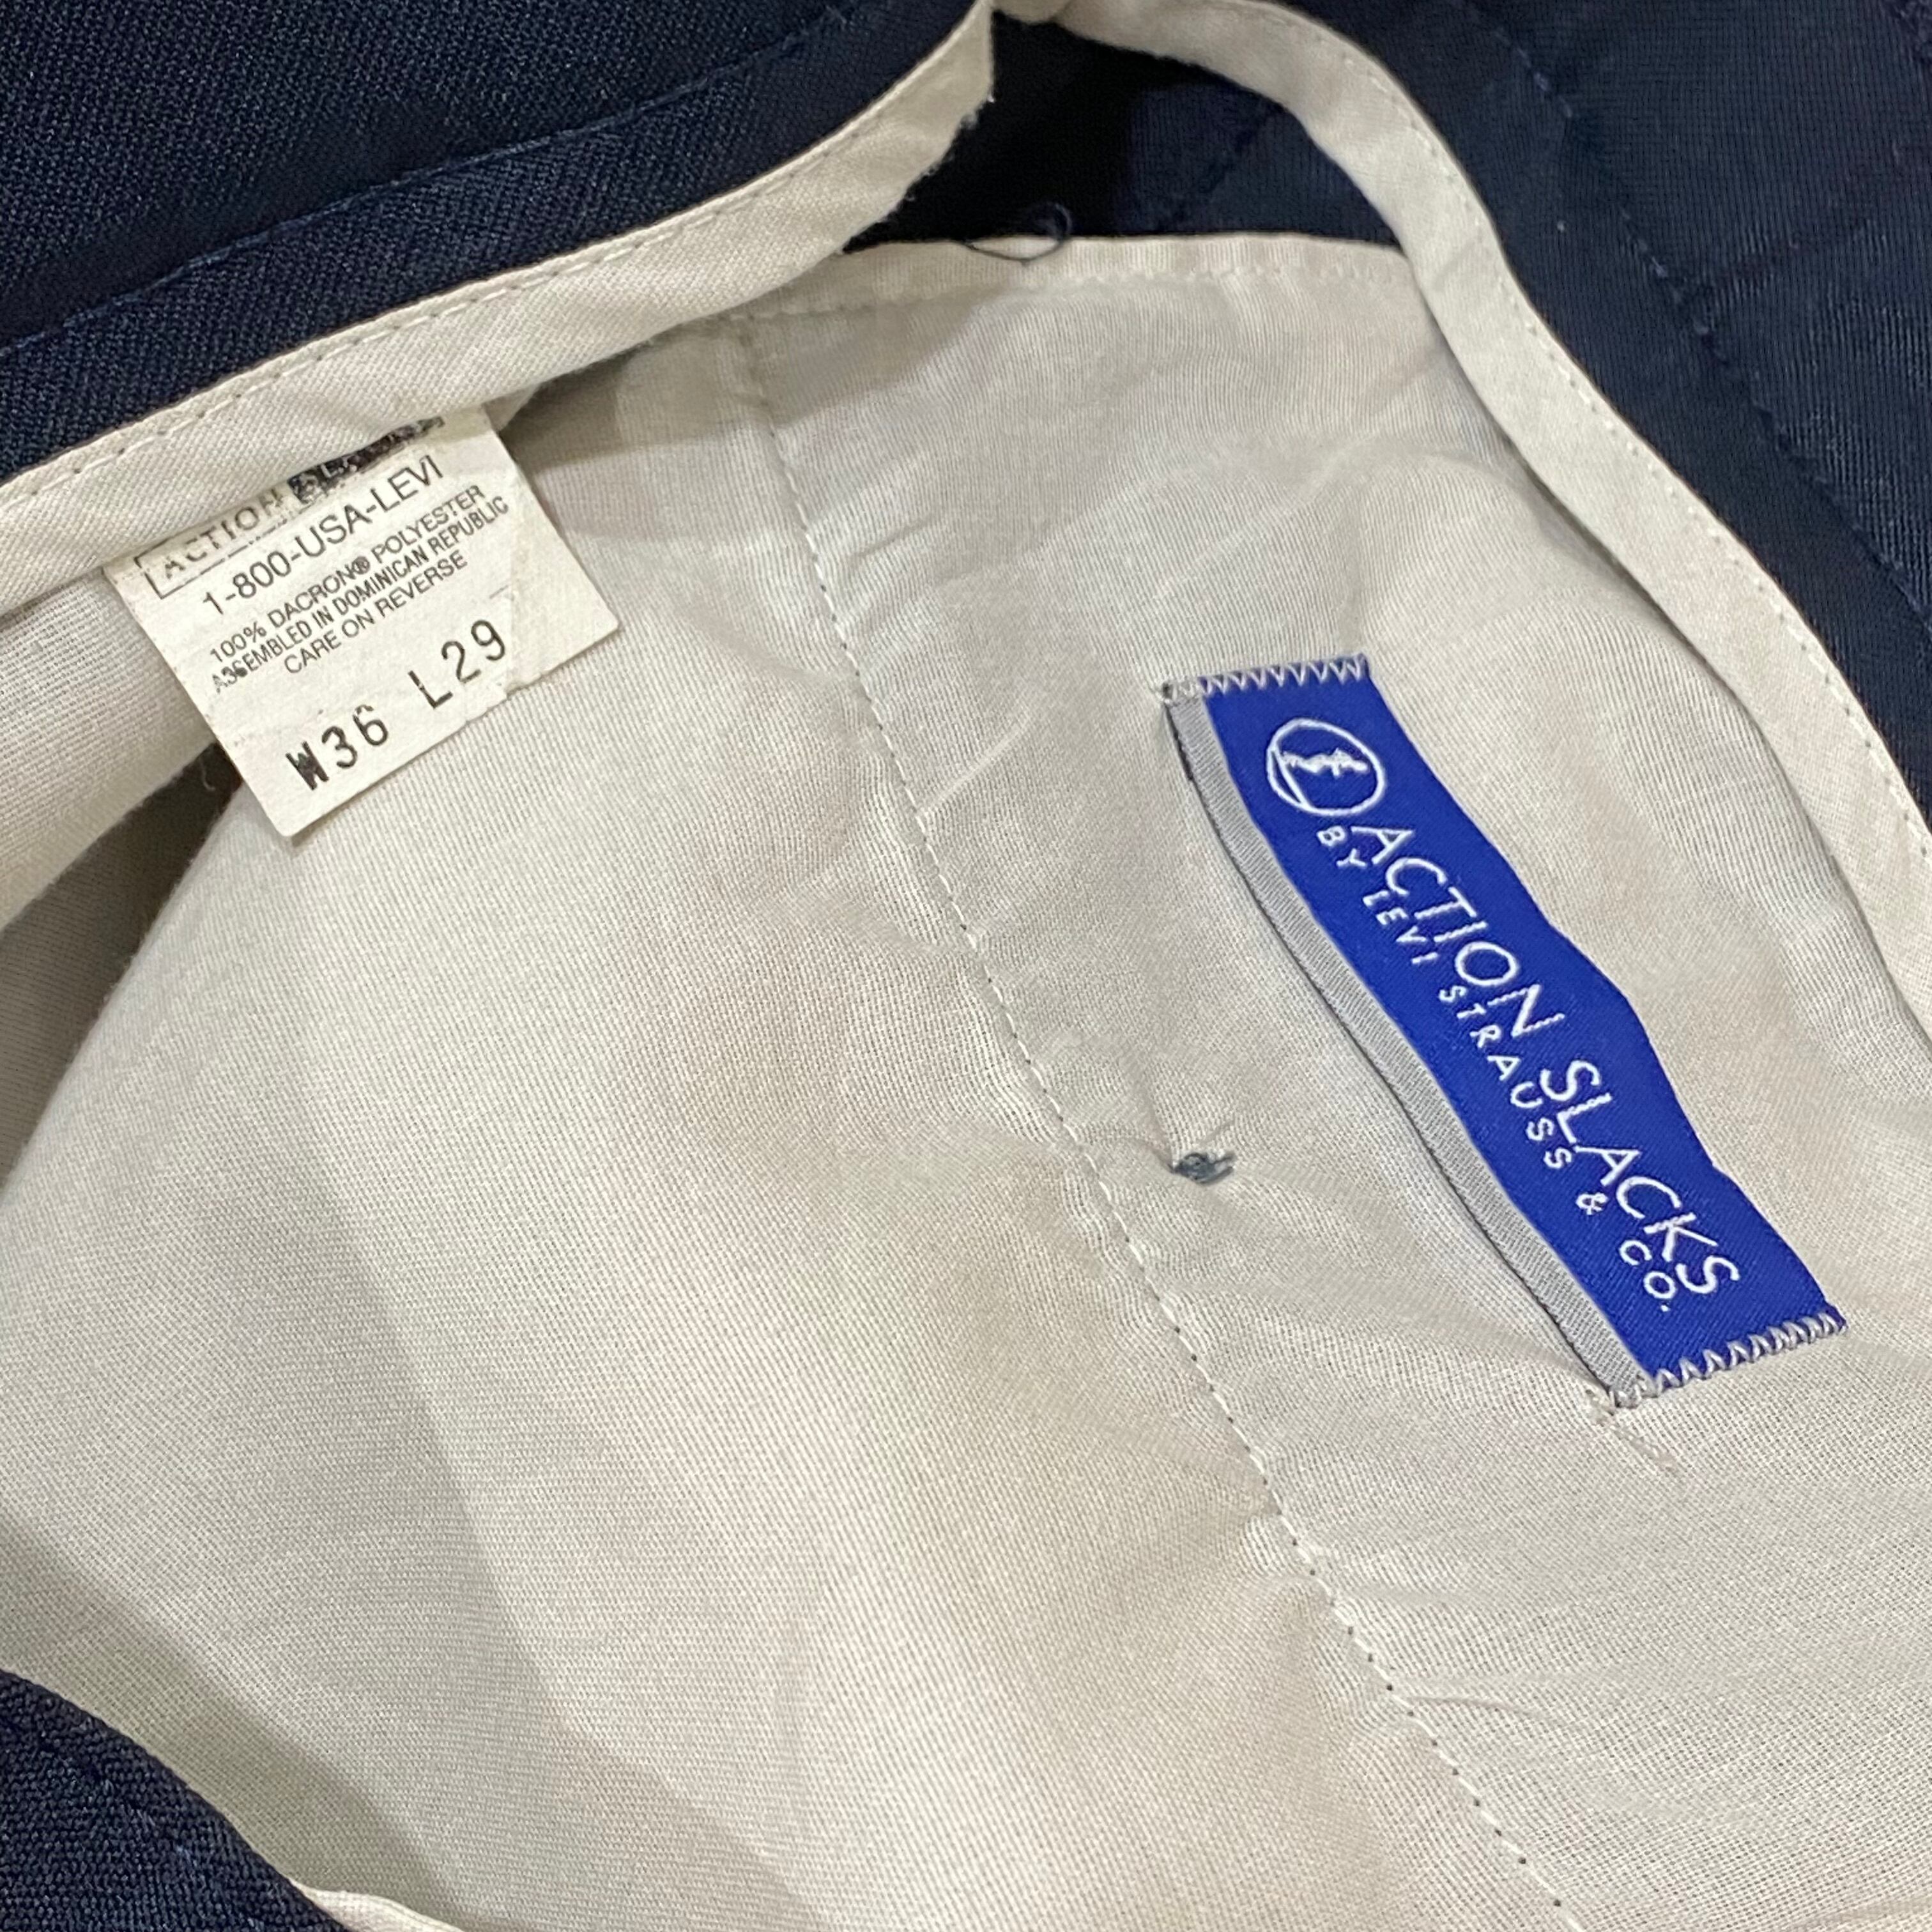 ACTION SLACKS
1-800-USA-LEVI
100% DACRON® POLYESTER
ASSEMBLED IN DOMINICAN REPUBLIC
CARE ON REVERSE
W36 L29
ACTION SLACKS
BY LEVI STRAUSS & CO.